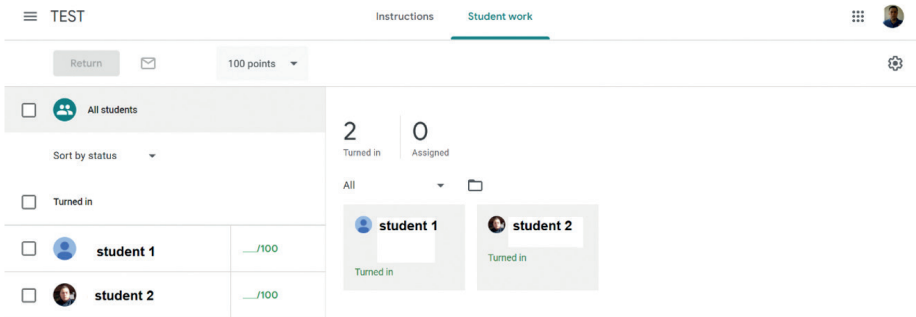 TEST
Instructions
Student work
Return
100 points
All students
Sort by status
Turned in
student 1
__/100
student 2
__/100
2
Turned in
0
Assigned
All
student 1
Turned in
student 2
Turned in